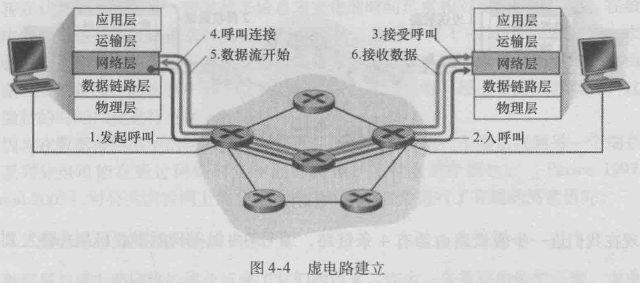 应用层
运输层
网络层
数据链路层
物理层
4.呼叫连接
5.数据流开始
3.接受呼叫
6.接收数据
应用层
运输层
网络层
数据链路层
物理层
1.发起呼叫
2.入呼叫
图 4-4 虚电路建立